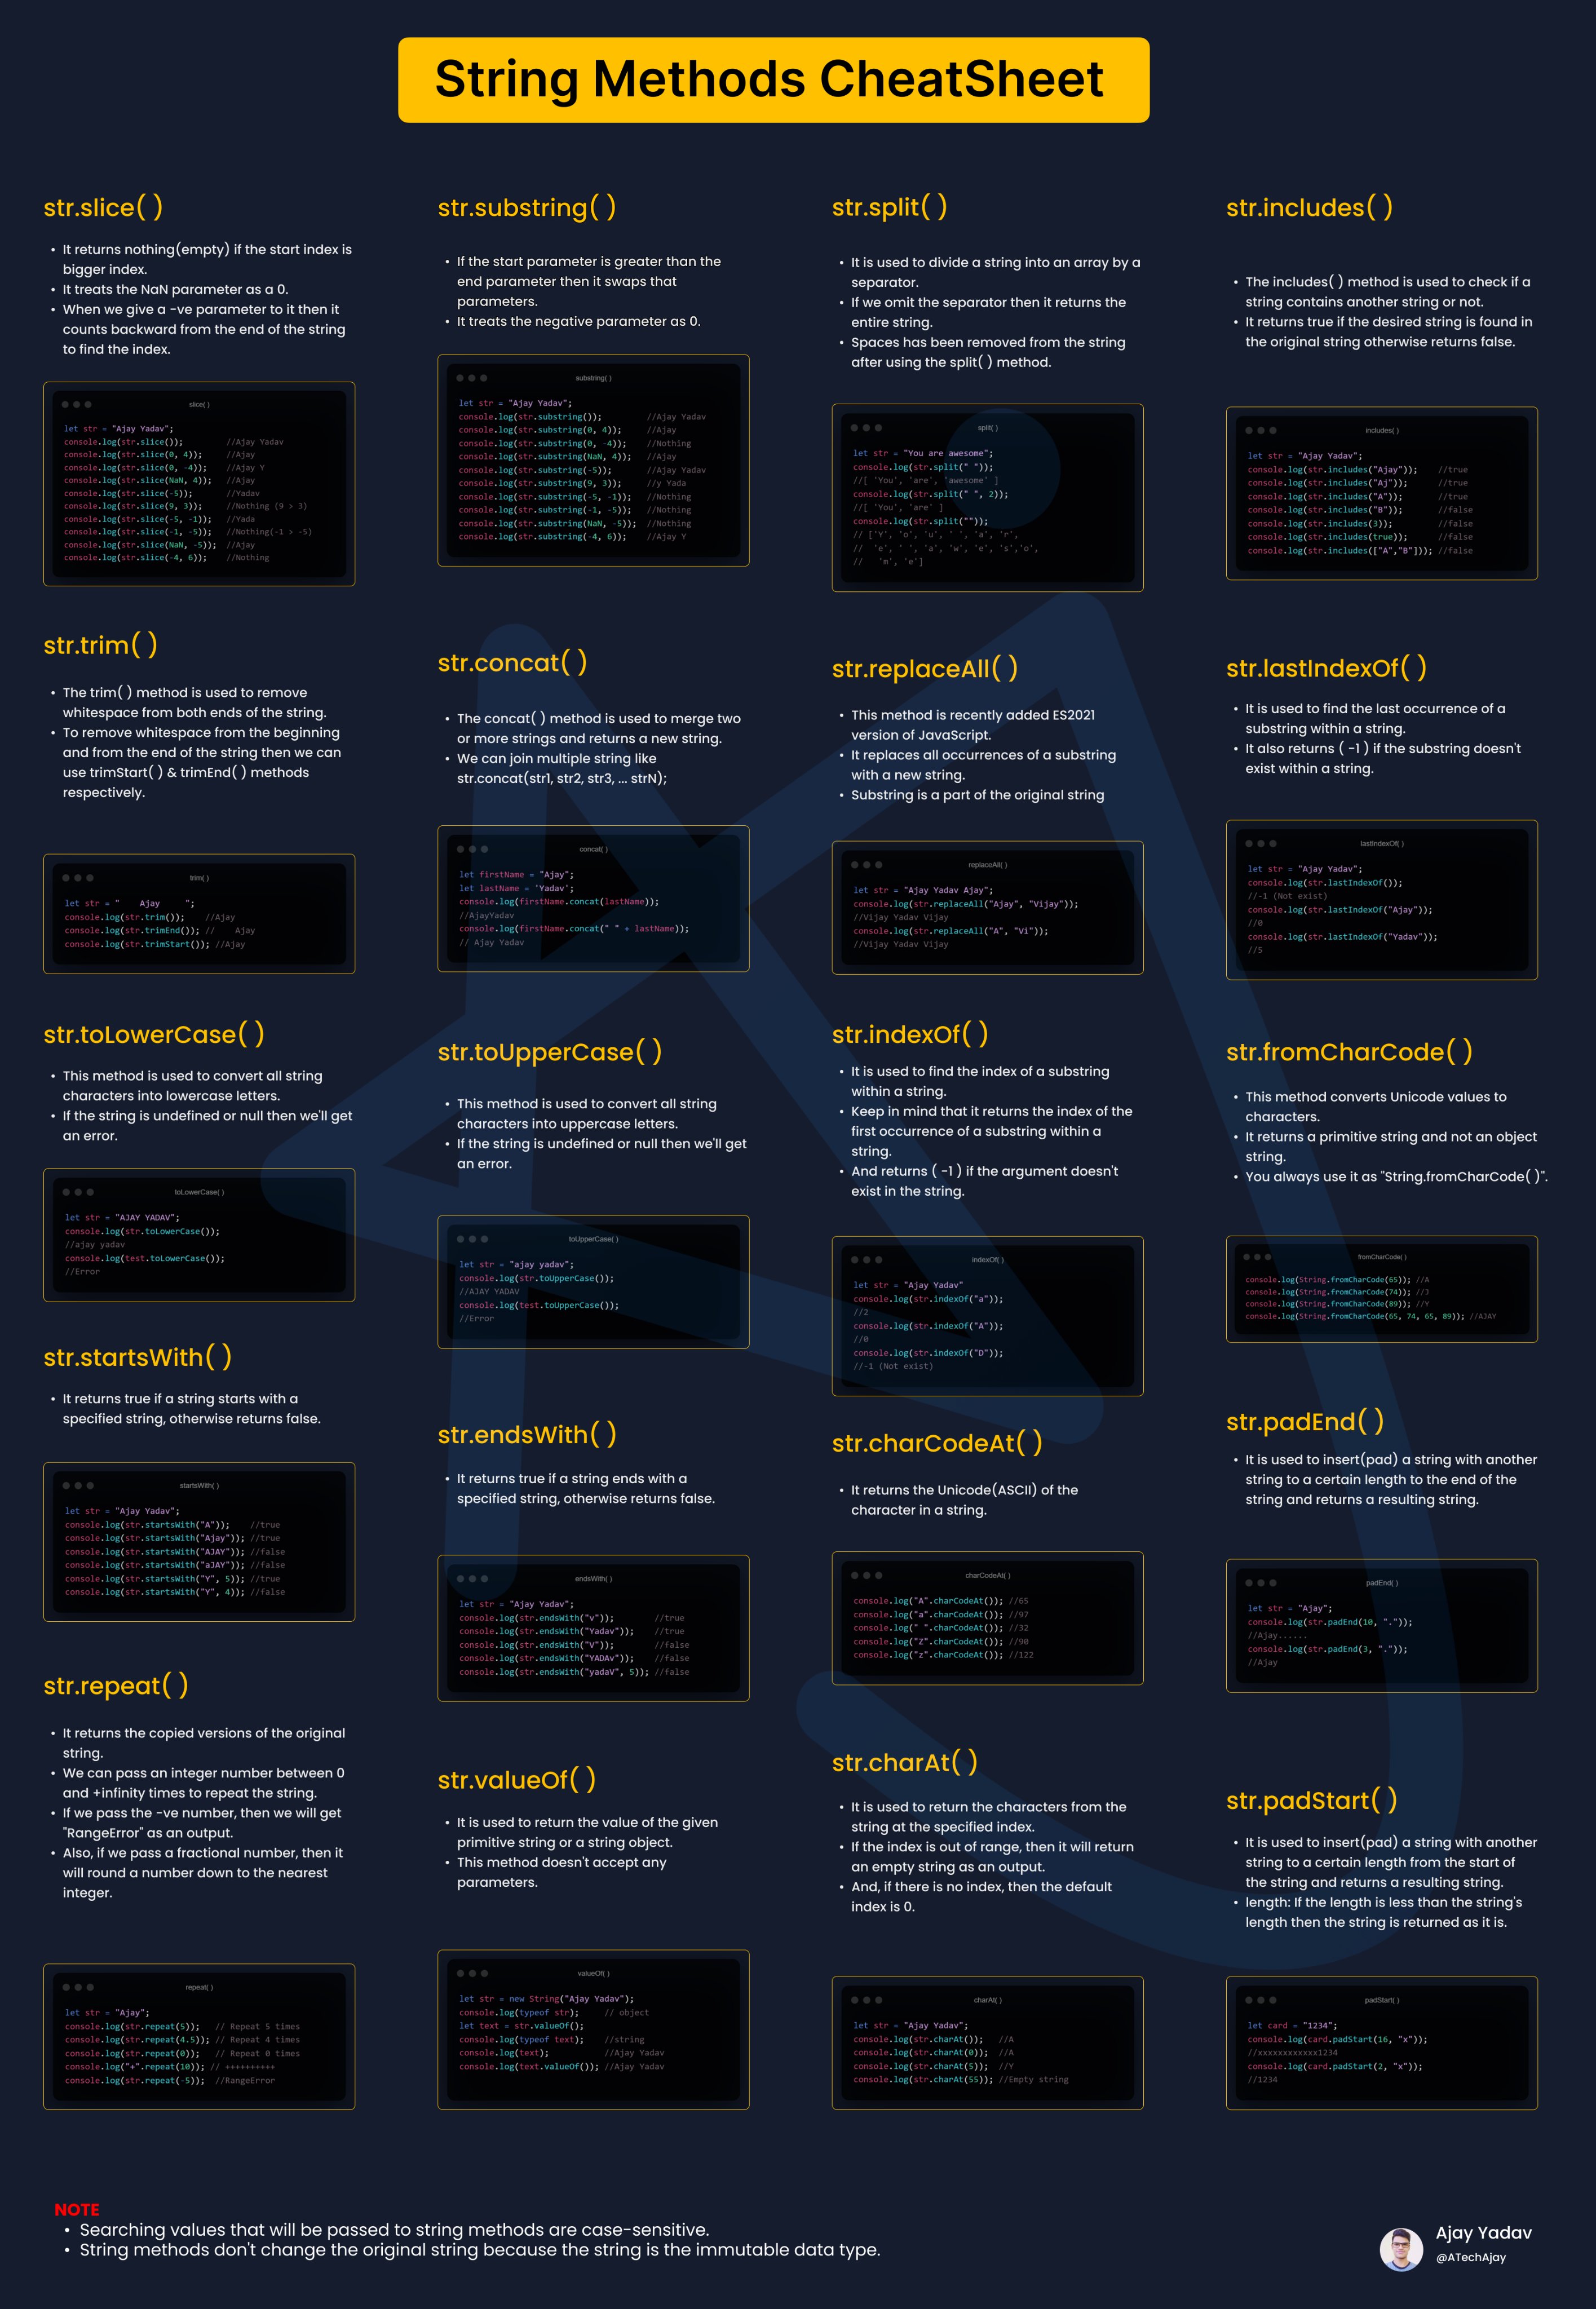 String Methods CheatSheet
str.slice( )
• It returns nothing(empty) if the start index is
bigger index.
• It treats the NaN parameter as a 0.
• When we give a -ve parameter to it then it
counts backward from the end of the string
to find the index.
slice( )
let str = "Ajay Yadav";
console.log(str.slice()); //Ajay Yadav
console.log(str.slice(0, 4)); //Ajay
console.log(str.slice(0, -4)); //Ajay Y
console.log(str.slice(NaN, 4)); //Ajay
console.log(str.slice(-5)); //Yadav
console.log(str.slice(9, 3)); //Nothing (9 > 3)
console.log(str.slice(-5, -1)); //Yada
console.log(str.slice(-1, -5)); //Nothing(-1 > -5)
console.log(str.slice(NaN, -5)); //Ajay
console.log(str.slice(-4, 6)); //Nothing
str.substring( )
• If the start parameter is greater than the
end parameter then it swaps that
parameters.
• It treats the negative parameter as 0.
substring( )
let str = "Ajay Yadav";
console.log(str.substring()); //Ajay Yadav
console.log(str.substring(0, 4)); //Ajay
console.log(str.substring(0, -4)); //Nothing
console.log(str.substring(NaN, 4)); //Ajay
console.log(str.substring(-5)); //Ajay Yadav
console.log(str.substring(9, 3)); //y Yada
console.log(str.substring(-5, -1)); //Nothing
console.log(str.substring(-1, -5)); //Nothing
console.log(str.substring(NaN, -5)); //Nothing
console.log(str.substring(-4, 6)); //Ajay Y
str.split( )
• It is used to divide a string into an array by a
separator.
• If we omit the separator then it returns the
entire string.
• Spaces has been removed from the string
after using the split( ) method.
split( )
let str = "You are awesome";
console.log(str.split(" "));
//[ 'You', 'are', 'awesome' ]
console.log(str.split(" ", 2));
//[ 'You', 'are' ]
console.log(str.split(""));
// ['Y', 'o', 'u', ' ', 'a', 'r',
// 'e', ' ', 'a', 'w', 'e', 's','o',
// 'm', 'e']
str.includes( )
• The includes( ) method is used to check if a
string contains another string or not.
• It returns true if the desired string is found in
the original string otherwise returns false.
includes( )
let str = "Ajay Yadav";
console.log(str.includes("Ajay")); //true
console.log(str.includes("Aj")); //true
console.log(str.includes("A")); //true
console.log(str.includes("B")); //false
console.log(str.includes(3)); //false
console.log(str.includes(true)); //false
console.log(str.includes(["A","B"])); //false
str.trim( )
• The trim( ) method is used to remove
whitespace from both ends of the string.
• To remove whitespace from the beginning
and from the end of the string then we can
use trimStart( ) & trimEnd( ) methods
respectively.
trim( )
let str = "    Ajay     ";
console.log(str.trim()); //Ajay
console.log(str.trimEnd()); //    Ajay
console.log(str.trimStart()); //Ajay
str.concat( )
• The concat( ) method is used to merge two
or more strings and returns a new string.
• We can join multiple string like
str.concat(str1, str2, str3, ... strN);
concat( )
let firstName = "Ajay";
let lastName = 'Yadav';
console.log(firstName.concat(lastName));
//AjayYadav
console.log(firstName.concat(" " + lastName));
// Ajay Yadav
str.replaceAll( )
• This method is recently added ES2021
version of JavaScript.
• It replaces all occurrences of a substring
with a new string.
• Substring is a part of the original string
replaceAll( )
let str = "Ajay Yadav Ajay";
console.log(str.replaceAll("Ajay", "Vijay"));
//Vijay Yadav Vijay
console.log(str.replaceAll("A", "Vi"));
//Vijay Yadav Vijay
str.lastIndexOf( )
• It is used to find the last occurrence of a
substring within a string.
• It also returns ( -1 ) if the substring doesn't
exist within a string.
lastIndexOf( )
let str = "Ajay Yadav";
console.log(str.lastIndexOf());
//-1 (Not exist)
console.log(str.lastIndexOf("Ajay"));
//0
console.log(str.lastIndexOf("Yadav"));
//5
str.toLowerCase( )
• This method is used to convert all string
characters into lowercase letters.
• If the string is undefined or null then we'll get
an error.
toLowerCase( )
let str = "AJAY YADAV";
console.log(str.toLowerCase());
//ajay yadav
console.log(test.toLowerCase());
//Error
str.toUpperCase( )
• This method is used to convert all string
characters into uppercase letters.
• If the string is undefined or null then we'll get
an error.
toUpperCase( )
let str = "ajay yadav";
console.log(str.toUpperCase());
//AJAY YADAV
console.log(test.toUpperCase());
//Error
str.indexOf( )
• It is used to find the index of a substring
within a string.
• Keep in mind that it returns the index of the
first occurrence of a substring within a
string.
• And returns ( -1 ) if the argument doesn't
exist in the string.
indexOf( )
let str = "Ajay Yadav"
console.log(str.indexOf("a"));
//2
console.log(str.indexOf("A"));
//0
console.log(str.indexOf("D"));
//-1 (Not exist)
str.fromCharCode( )
• This method converts Unicode values to
characters.
• It returns a primitive string and not an object
string.
• You always use it as "String.fromCharCode( )".
fromCharCode( )
console.log(String.fromCharCode(65)); //A
console.log(String.fromCharCode(74)); //J
console.log(String.fromCharCode(89)); //Y
console.log(String.fromCharCode(65, 74, 65, 89)); //AJAY
str.startsWith( )
• It returns true if a string starts with a
specified string, otherwise returns false.
startsWith( )
let str = "Ajay Yadav";
console.log(str.startsWith("A")); //true
console.log(str.startsWith("Ajay")); //true
console.log(str.startsWith("AJAY")); //false
console.log(str.startsWith("aJAY")); //false
console.log(str.startsWith("Y", 5)); //true
console.log(str.startsWith("Y", 4)); //false
str.endsWith( )
• It returns true if a string ends with a
specified string, otherwise returns false.
endsWith( )
let str = "Ajay Yadav";
console.log(str.endsWith("v")); //true
console.log(str.endsWith("Yadav")); //true
console.log(str.endsWith("V")); //false
console.log(str.endsWith("YADAv")); //false
console.log(str.endsWith("yadaV", 5)); //false
str.charCodeAt( )
• It returns the Unicode(ASCII) of the
character in a string.
charCodeAt( )
console.log("A".charCodeAt()); //65
console.log("a".charCodeAt()); //97
console.log(" ".charCodeAt()); //32
console.log("Z".charCodeAt()); //90
console.log("z".charCodeAt()); //122
str.padEnd( )
• It is used to insert(pad) a string with another
string to a certain length to the end of the
string and returns a resulting string.
padEnd( )
let str = "Ajay";
console.log(str.padEnd(10, "."));
//Ajay......
console.log(str.padEnd(3, "."));
//Ajay
str.repeat( )
• It returns the copied versions of the original
string.
• We can pass an integer number between 0
and +infinity times to repeat the string.
• If we pass the -ve number, then we will get
"RangeError" as an output.
• Also, if we pass a fractional number, then it
will round a number down to the nearest
integer.
repeat( )
let str = "Ajay";
console.log(str.repeat(5)); // Repeat 5 times
console.log(str.repeat(4.5)); // Repeat 4 times
console.log(str.repeat(0)); // Repeat 0 times
console.log("+".repeat(10)); // ++++++++++
console.log(str.repeat(-5)); //RangeError
str.valueOf( )
• It is used to return the value of the given
primitive string or a string object.
• This method doesn't accept any
parameters.
valueOf( )
let str = new String("Ajay Yadav");
console.log(typeof str); // object
let text = str.valueOf();
console.log(typeof text); //string
console.log(text); //Ajay Yadav
console.log(text.valueOf()); //Ajay Yadav
str.charAt( )
• It is used to return the characters from the
string at the specified index.
• If the index is out of range, then it will return
an empty string as an output.
• And, if there is no index, then the default
index is 0.
charAt( )
let str = "Ajay Yadav";
console.log(str.charAt()); //A
console.log(str.charAt(0)); //A
console.log(str.charAt(5)); //Y
console.log(str.charAt(55)); //Empty string
str.padStart( )
• It is used to insert(pad) a string with another
string to a certain length from the start of
the string and returns a resulting string.
• length: If the length is less than the string's
length then the string is returned as it is.
padStart( )
let card = "1234";
console.log(card.padStart(16, "x"));
//xxxxxxxxxxxx1234
console.log(card.padStart(2, "x"));
//1234
NOTE
• Searching values that will be passed to string methods are case-sensitive.
• String methods don't change the original string because the string is the immutable data type.
Ajay Yadav
@ATechAjay